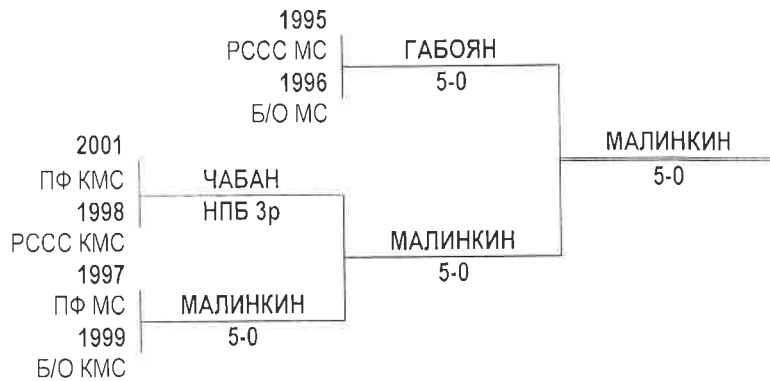 1995
РССС МС
1996
Б/О МС
ГАБОЯН
5-0
2001
ПФ КМС
1998
РССС КМС
1997
ПФ МС
1999
Б/О КМС
ЧАБАН
НПБ 3р
МАЛИНКИН
5-0
МАЛИНКИН
5-0
МАЛИНКИН
5-0